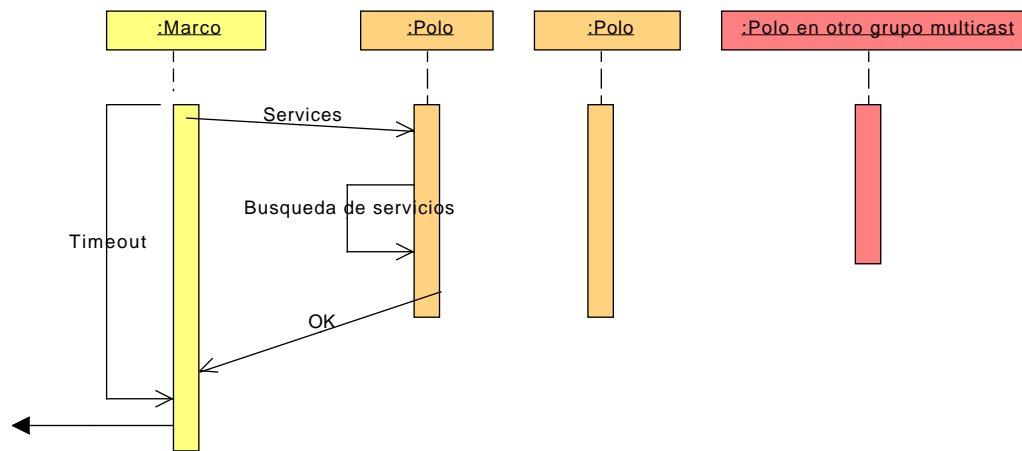 :Marco
:Polo
:Polo
:Polo en otro grupo multicast
Services
Busqueda de servicios
Timeout
OK